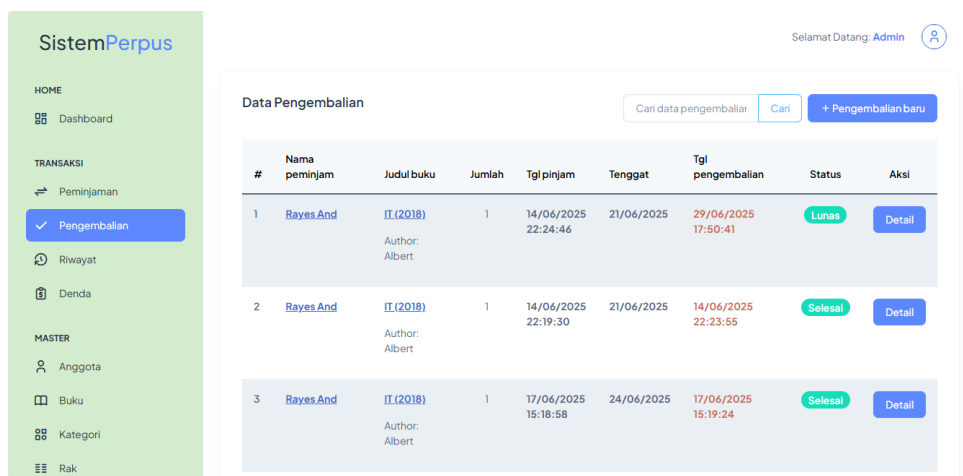 SistemPerpus
Selamat Datang: Admin
HOME
Dashboard
TRANSAKSI
Peminjaman
Pengembalian
Riwayat
Denda
MASTER
Anggota
Buku
Kategori
Rak
Data Pengembalian
Cari data pengembalian
Cari
+ Pengembalian baru
# Nama peminjam Judul buku Jumlah Tgl pinjam Tenggat Tgl pengembalian Status Aksi
1 Rayes And IT (2018) 1 14/06/2025 21/06/2025 29/06/2025 Lunas Detail
22:24:46 17:50:41
Author:
Albert
2 Rayes And IT (2018) 1 14/06/2025 21/06/2025 14/06/2025 Selesai Detail
22:19:30 22:23:55
Author:
Albert
3 Rayes And IT (2018) 1 17/06/2025 24/06/2025 17/06/2025 Selesai Detail
15:18:58 15:19:24
Author:
Albert